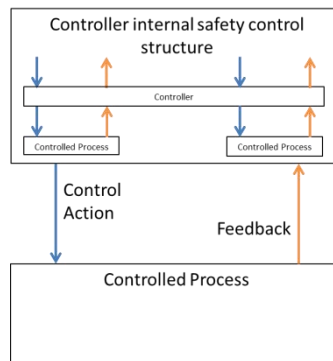 Controller internal safety control
structure
Controller
Controlled Process
Controlled Process
Control
Action
Feedback
Controlled Process